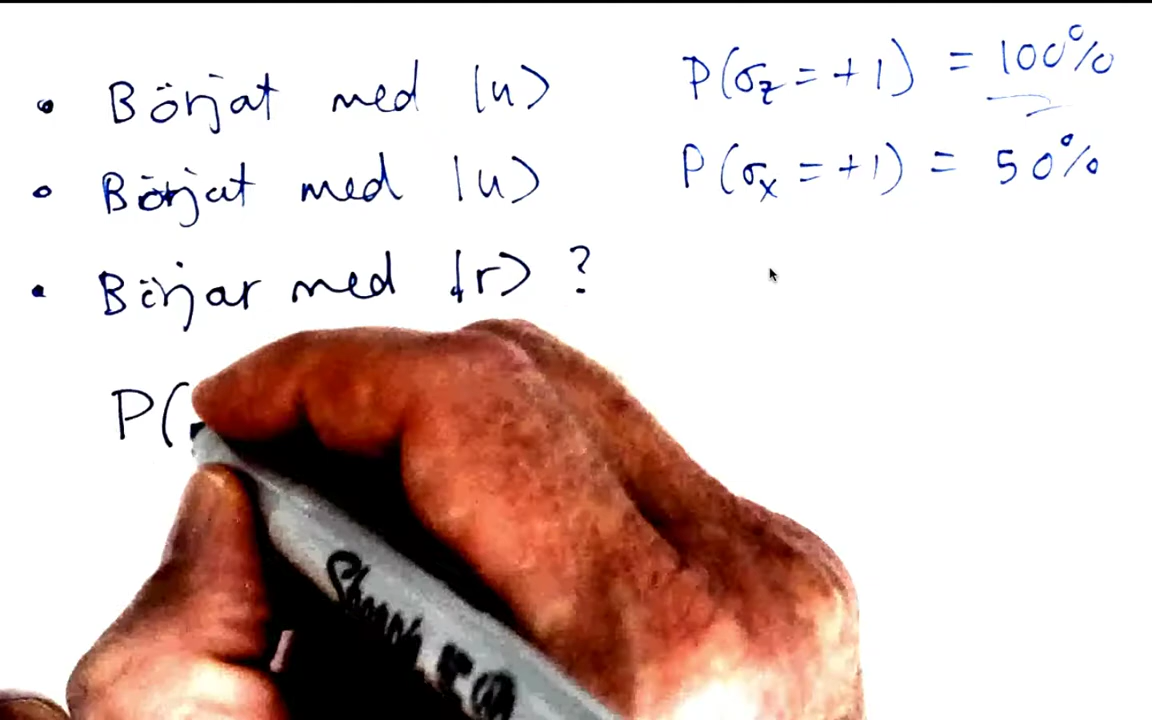 • Börjat med |u⟩ P(σz = +1) = 100%
• Börjat med |u⟩ P(σx = +1) = 50%
• Börjar med |r⟩ ?
P(